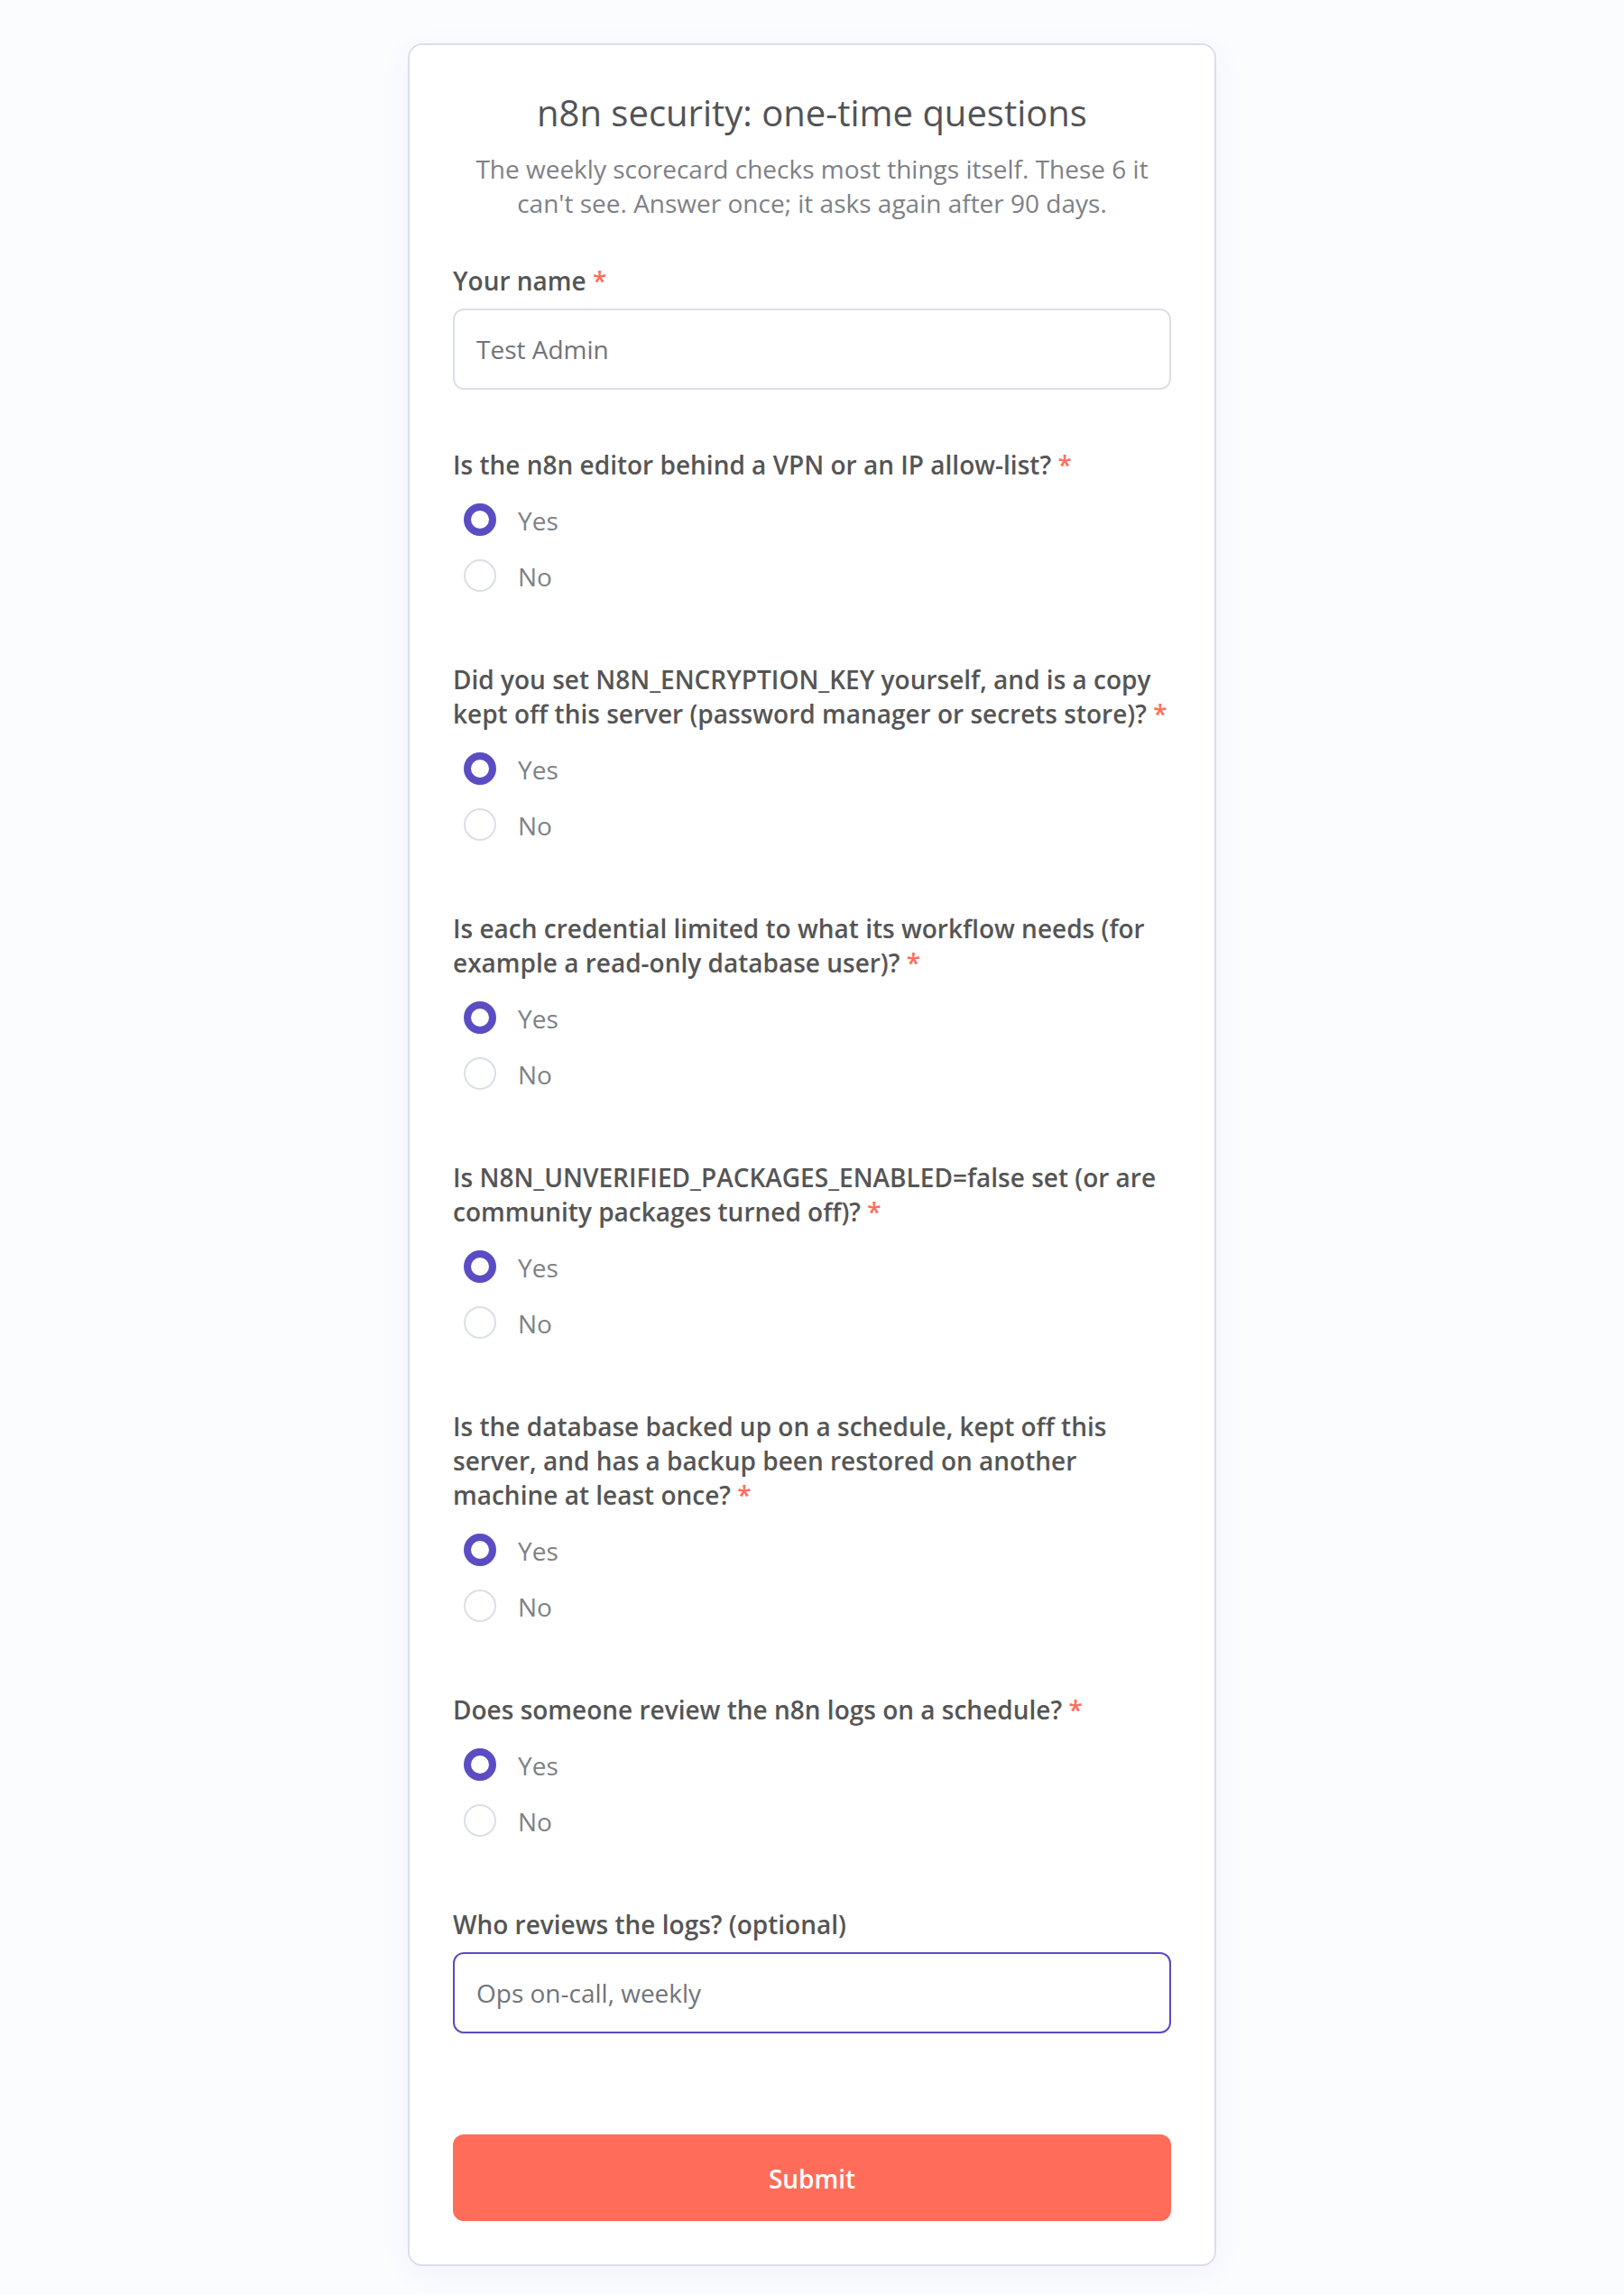 n8n security: one-time questions
The weekly scorecard checks most things itself. These 6 it
can't see. Answer once; it asks again after 90 days.
Your name *
Test Admin
Is the n8n editor behind a VPN or an IP allow-list? *
Yes
No
Did you set N8N_ENCRYPTION_KEY yourself, and is a copy
kept off this server (password manager or secrets store)? *
Yes
No
Is each credential limited to what its workflow needs (for
example a read-only database user)? *
Yes
No
Is N8N_UNVERIFIED_PACKAGES_ENABLED=false set (or are
community packages turned off)? *
Yes
No
Is the database backed up on a schedule, kept off this
server, and has a backup been restored on another
machine at least once? *
Yes
No
Does someone review the n8n logs on a schedule? *
Yes
No
Who reviews the logs? (optional)
Ops on-call, weekly
Submit